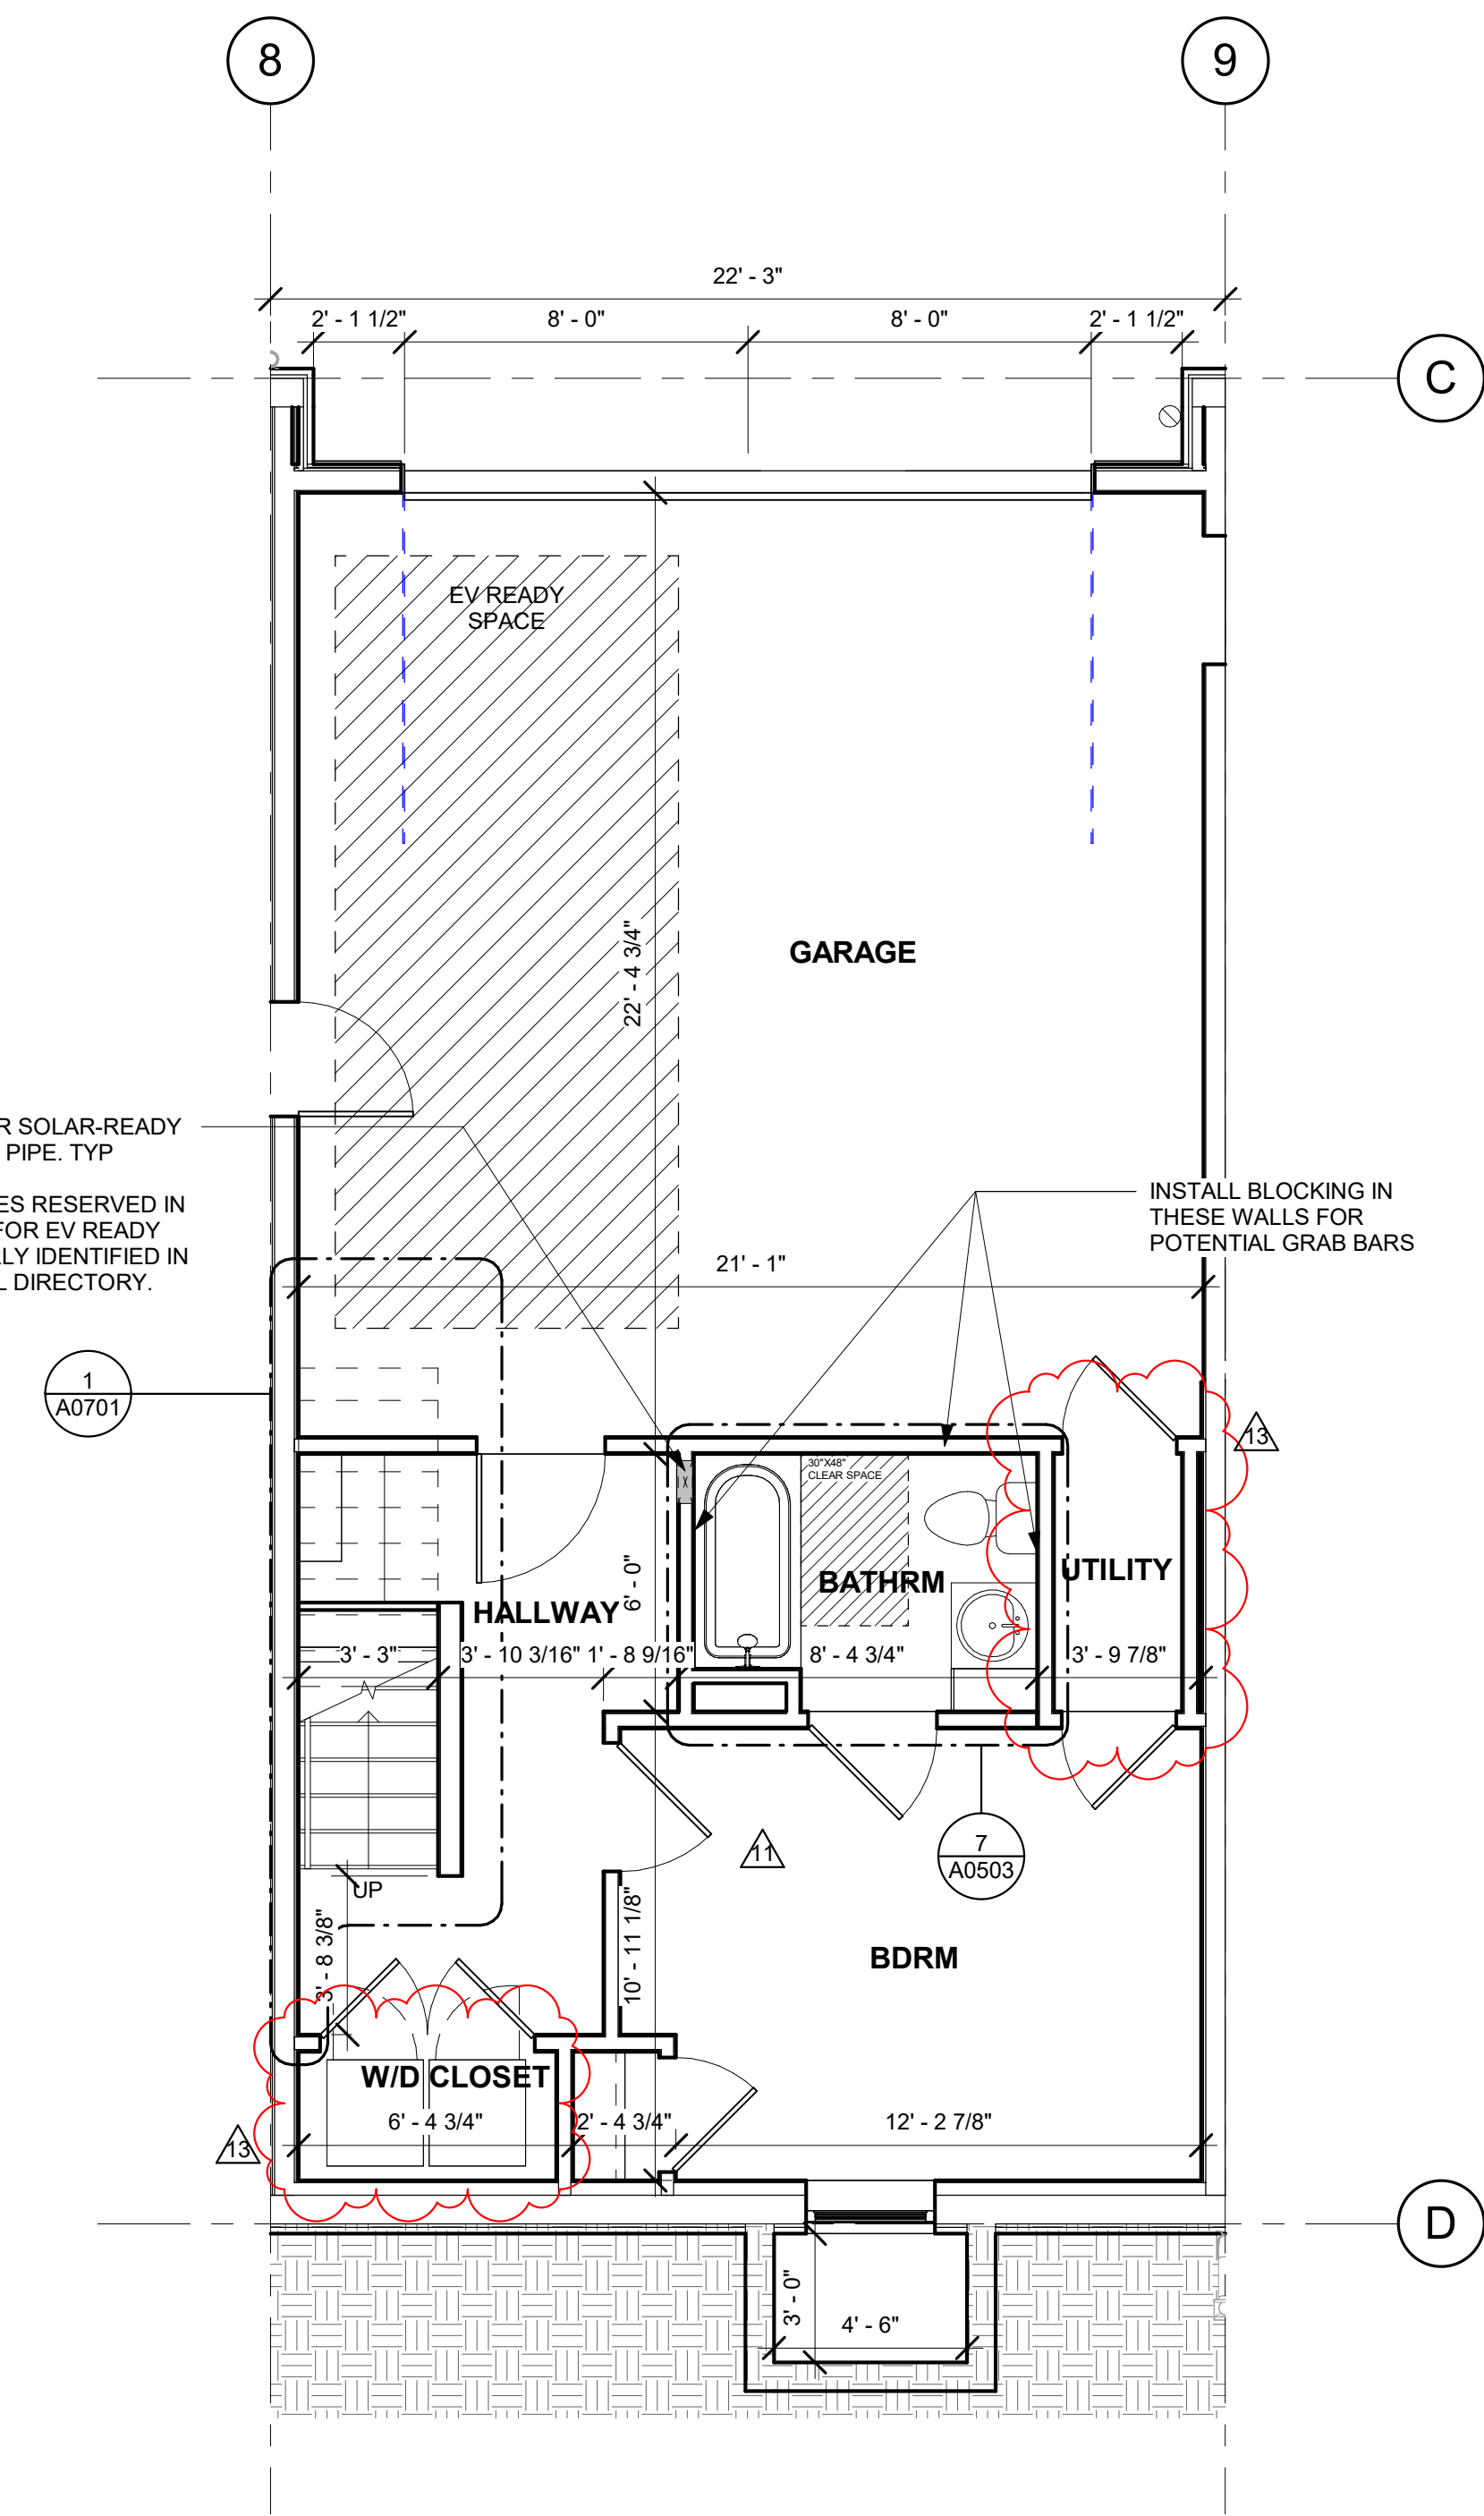 8
9
22' - 3"
2' - 1 1/2"
8' - 0"
8' - 0"
2' - 1 1/2"
C
EV READY
SPACE
22' - 4 3/4"
GARAGE
R SOLAR-READY
PIPE. TYP
ES RESERVED IN
FOR EV READY
RLY IDENTIFIED IN
L DIRECTORY.
INSTALL BLOCKING IN
THESE WALLS FOR
POTENTIAL GRAB BARS
21' - 1"
1
A0701
13
30"X48"
CLEAR SPACE
BATHRM
UTILITY
HALLWAY
6' - 0"
3' - 3"
3' - 10 3/16"
1' - 8 9/16"
8' - 4 3/4"
3' - 9 7/8"
11
7
A0503
UP
3' - 8 3/8"
10' - 11 1/8"
BDRM
W/D CLOSET
6' - 4 3/4"
2' - 4 3/4"
12' - 2 7/8"
13
D
3' - 0"
4' - 6"